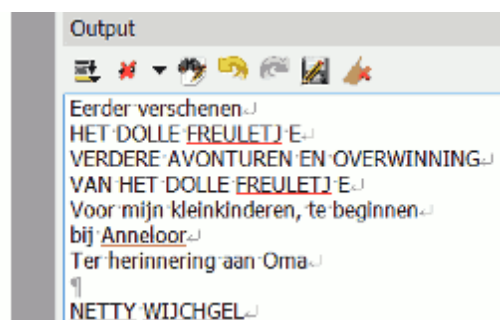 Output
Eerder verschenen
HET DOLLE FREULETJ E
VERDERE AVONTUREN EN OVERWINNING
VAN HET DOLLE FREULETJ E
Voor mijn kleinkinderen, te beginnen
bij Anneloor
Ter herinnering aan Oma
¶
NETTY WIJCHGEL